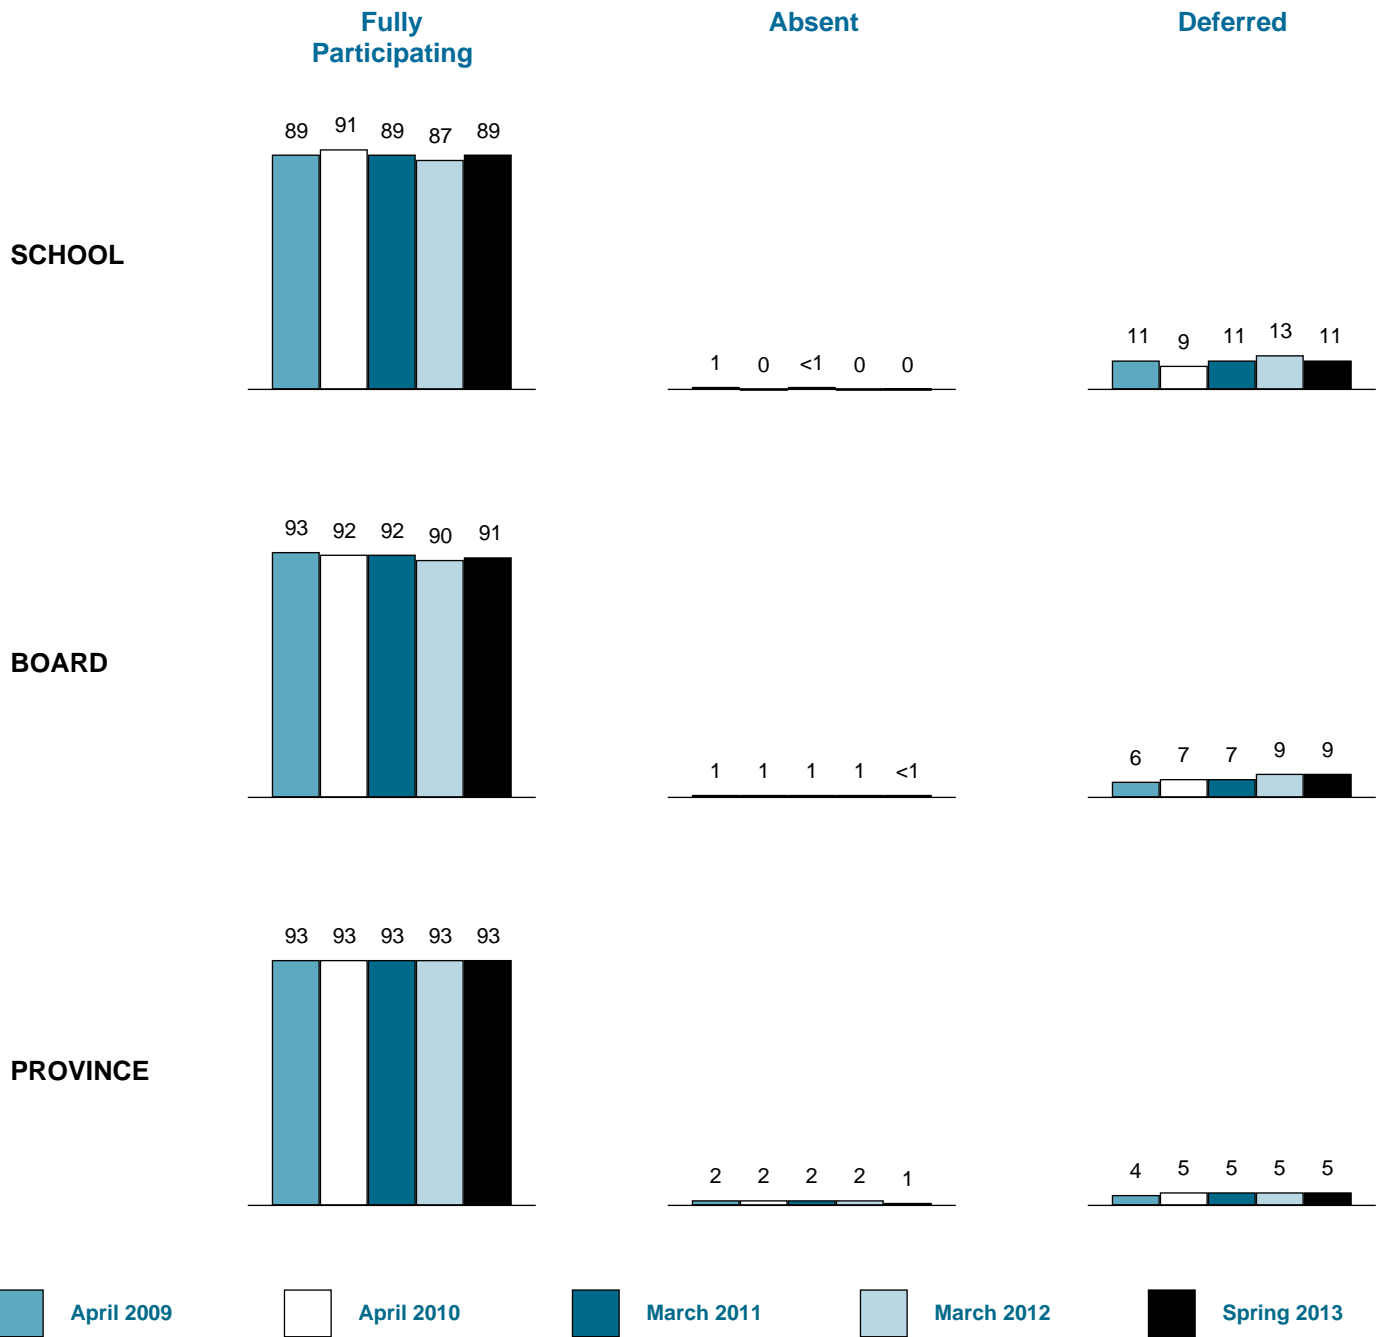 Fully
Participating
Absent
Deferred
SCHOOL
89 91 89 87 89
1 0 <1 0 0
11 9 11 13 11
BOARD
93 92 92 90 91
1 1 1 1 <1
6 7 7 9 9
PROVINCE
93 93 93 93 93
2 2 2 2 1
4 5 5 5 5
April 2009
April 2010
March 2011
March 2012
Spring 2013